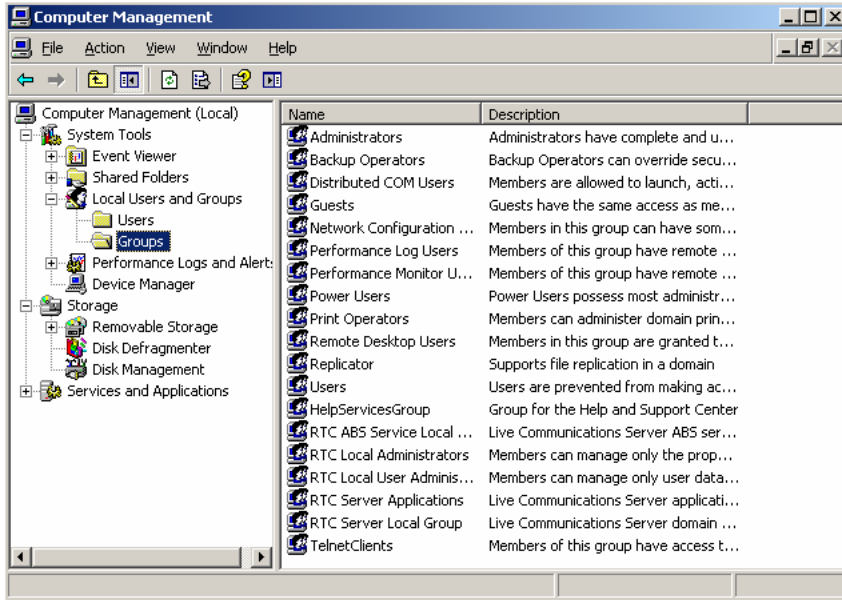 Computer Management
File Action View Window Help
Computer Management (Local)
System Tools
Event Viewer
Shared Folders
Local Users and Groups
Users
Groups
Performance Logs and Alert
Device Manager
Storage
Removable Storage
Disk Defragmenter
Disk Management
Services and Applications
Name Description
Administrators Administrators have complete and u...
Backup Operators Backup Operators can override secu...
Distributed COM Users Members are allowed to launch, acti...
Guests Guests have the same access as me...
Network Configuration ... Members in this group can have som...
Performance Log Users Members of this group have remote ...
Performance Monitor U... Members of this group have remote ...
Power Users Power Users possess most administr...
Print Operators Members can administer domain prin...
Remote Desktop Users Members in this group are granted t...
Replicator Supports file replication in a domain
Users Users are prevented from making ac...
HelpServicesGroup Group for the Help and Support Center
RTC ABS Service Local ... Live Communications Server ABS ser...
RTC Local Administrators Members can manage only the prop...
RTC Local User Adminis... Members can manage only user data...
RTC Server Applications Live Communications Server applicati...
RTC Server Local Group Live Communications Server domain ...
TelnetClients Members of this group have access t...